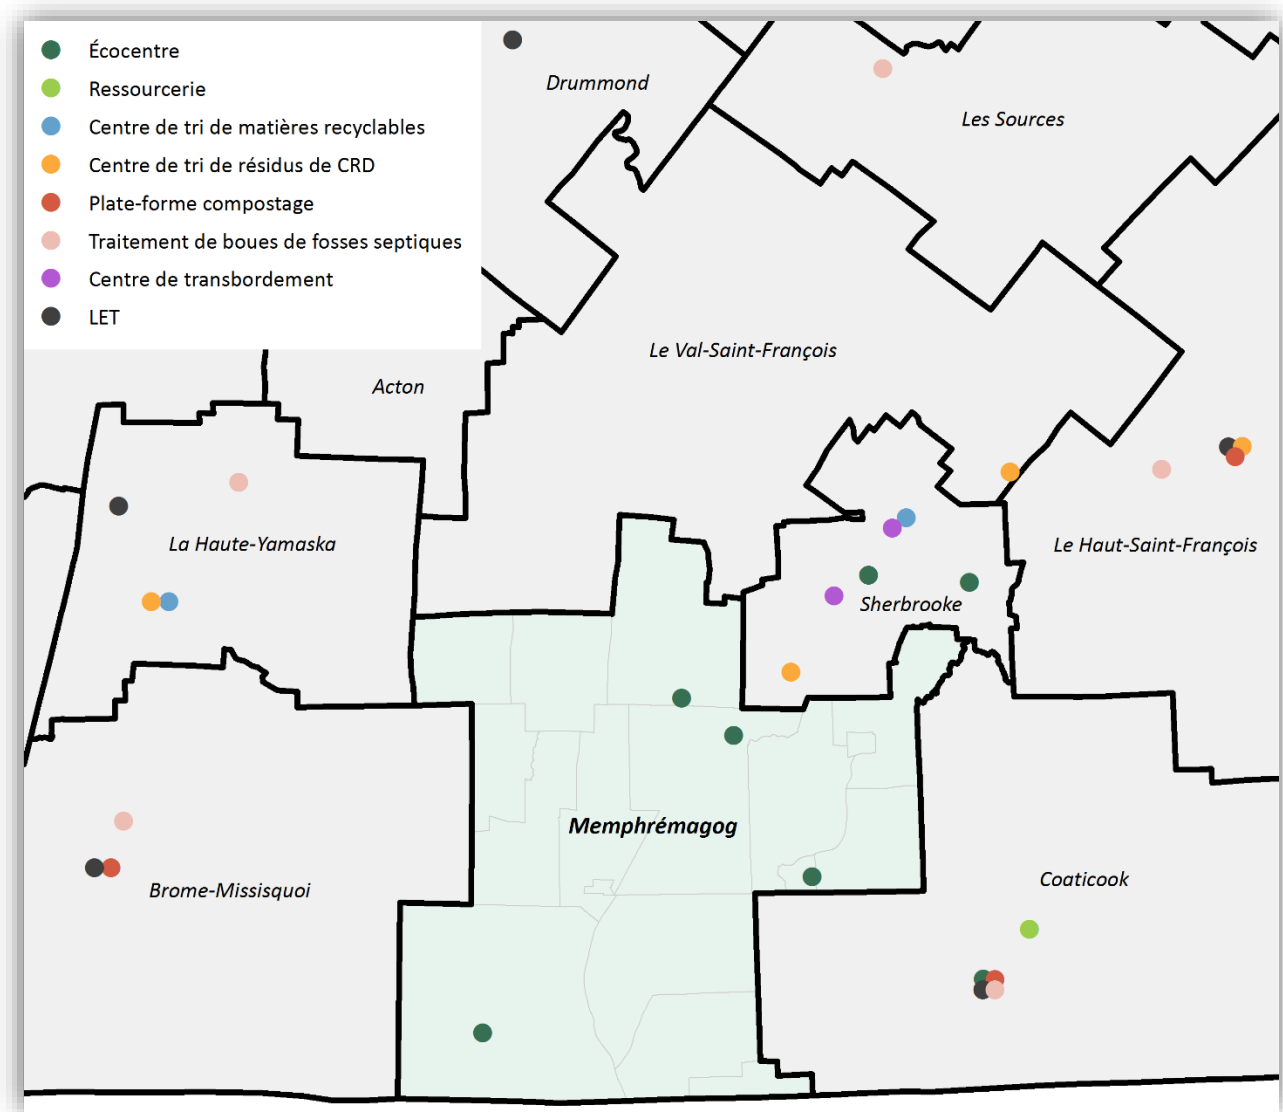 Écocentre
Ressourcerie
Centre de tri de matières recyclables
Centre de tri de résidus de CRD
Plate-forme compostage
Traitement de boues de fosses septiques
Centre de transbordement
LET
Drummond
Les Sources
Le Val-Saint-François
Acton
La Haute-Yamaska
Le Haut-Saint-François
Sherbrooke
Memphrémagog
Brome-Missisquoi
Coaticook